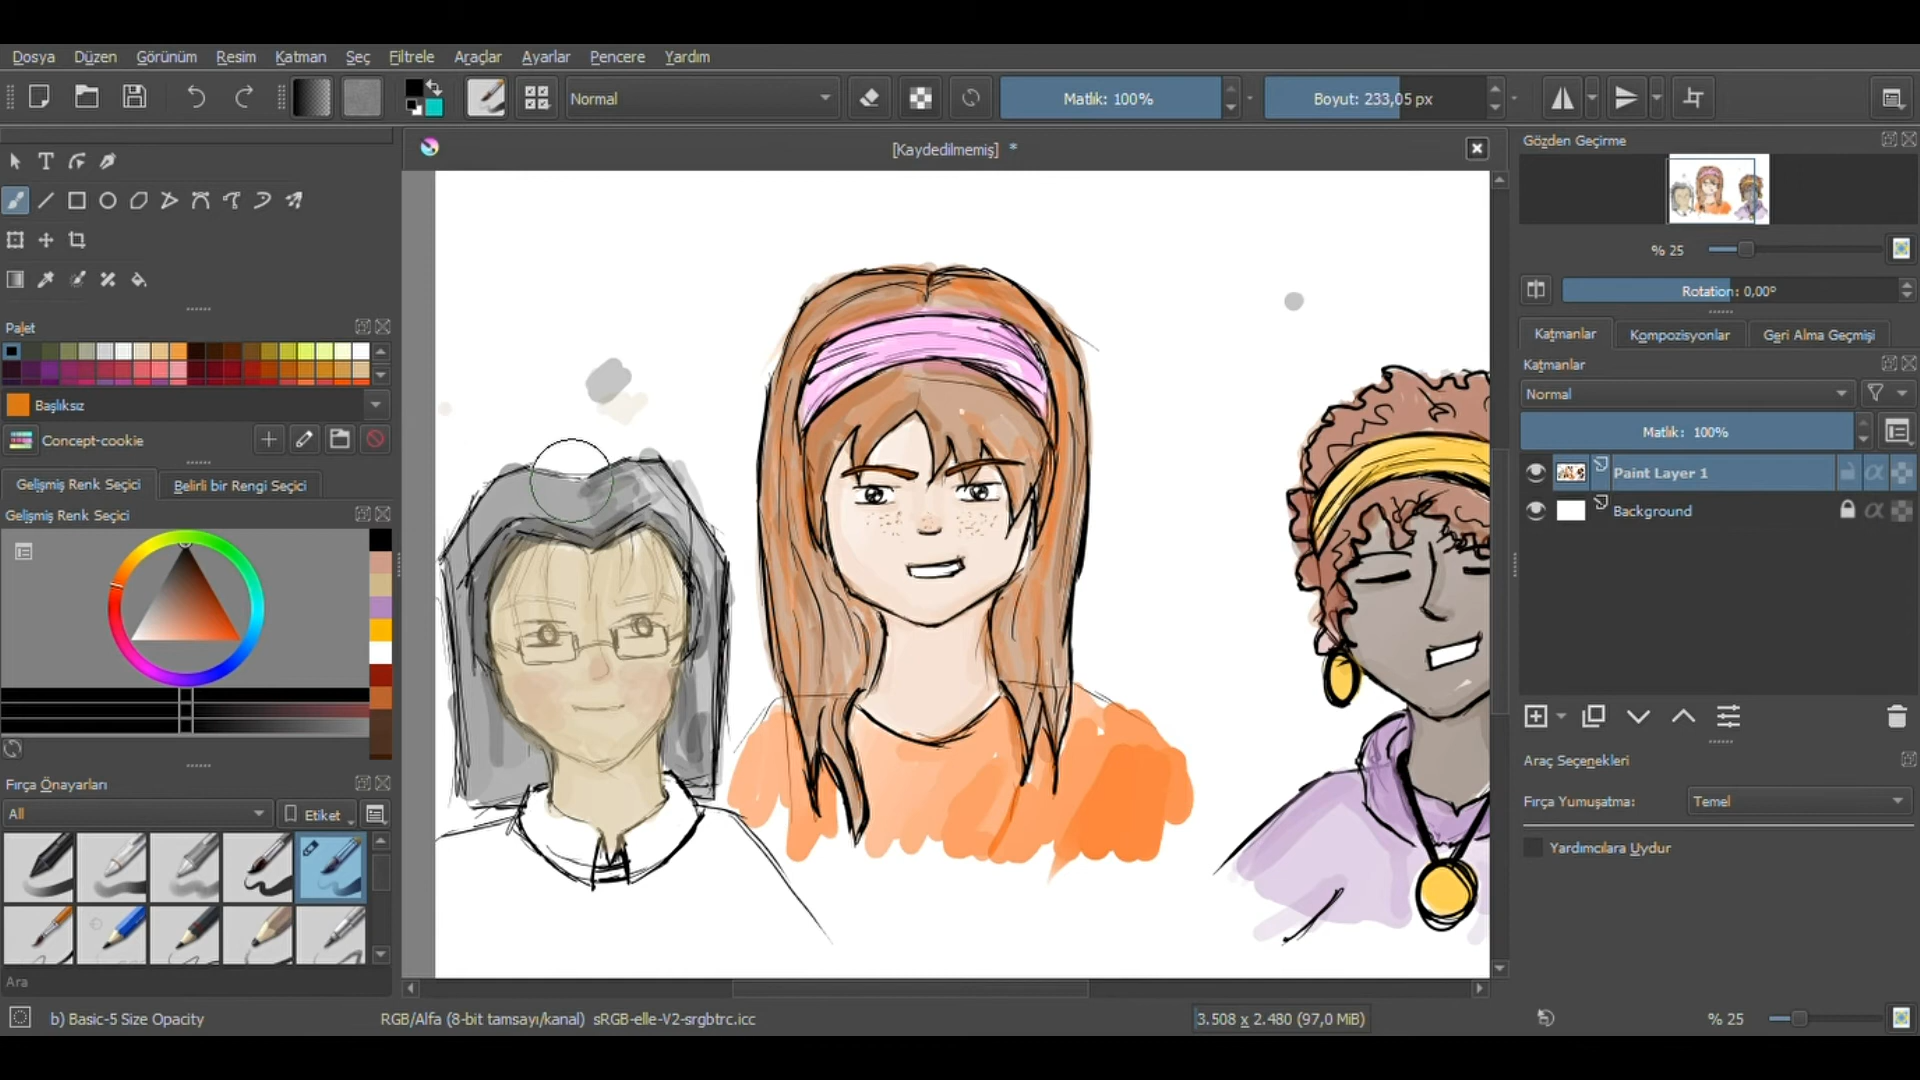 Dosya Düzen Görünüm Resim Katman Seç Filtrele Araçlar Ayarlar Pencere Yardım
Normal Matlık: 100% Boyut: 233,05 px
[Kaydedilmemiş] *
Gözden Geçirme
% 25
Rotation: 0,00°
Katmanlar Kompozisyonlar Geri Alma Geçmişi
Katmanlar
Normal
Matlık: 100%
Paint Layer 1
Background
Araç Seçenekleri
Fırça Yumuşatma: Temel
Yardımcılara Uydur
Palet
Başlıksız
Concept-cookie
Gelişmiş Renk Seçici Belirli bir Rengi Seçici
Gelişmiş Renk Seçici
Fırça Önayarları
All Etiket
Ara
b) Basic-5 Size Opacity RGB/Alfa (8-bit tamsayı/kanal) sRGB-elle-V2-srgbtrc.icc 3.508 x 2.480 (97,0 MiB) % 25